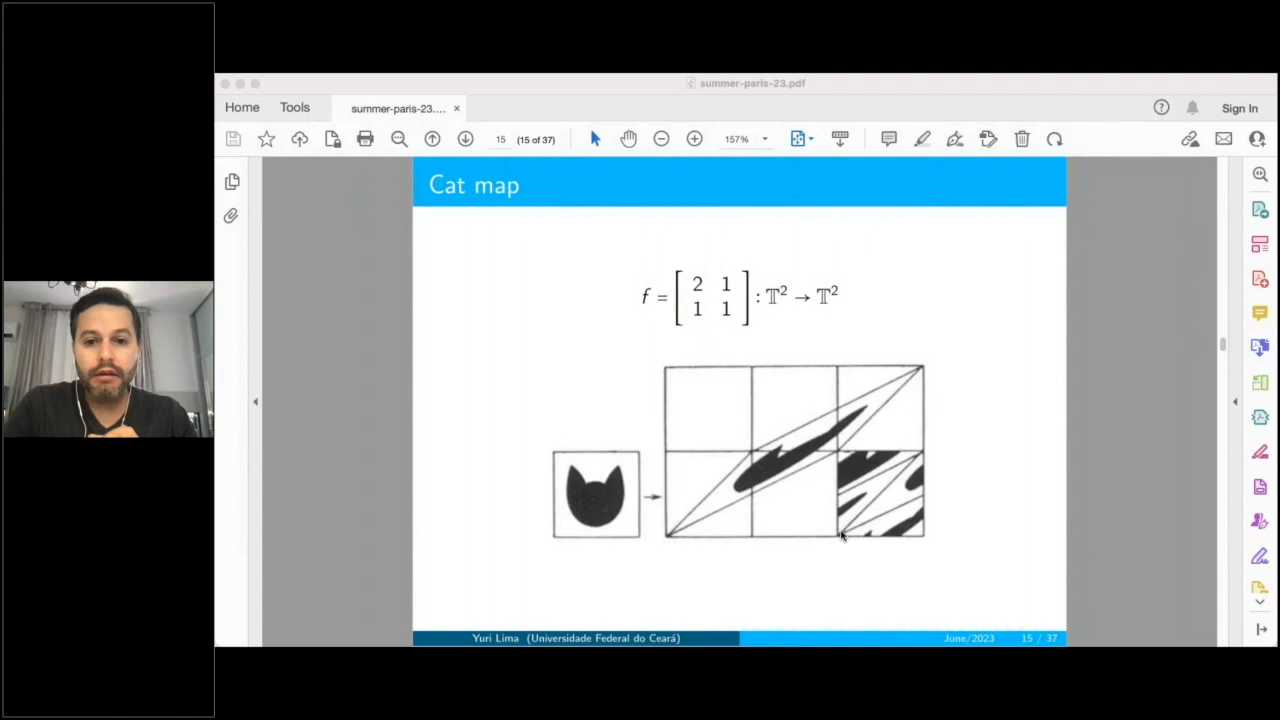 summer-paris-23.pdf
Home Tools summer-paris-23.... × Sign In
15 (15 of 37) 157%
Cat map
f = [ 2 1
1 1 ] : 𝕋² → 𝕋²
Yuri Lima (Universidade Federal do Ceará) June/2023 15 / 37